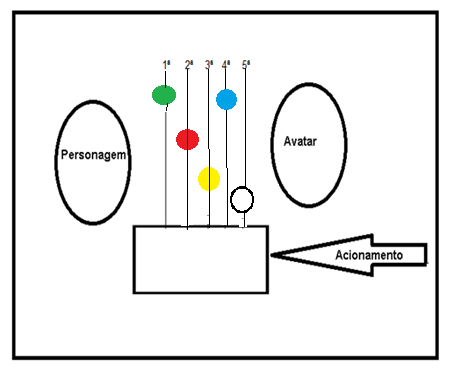 1ª 2ª 3ª 4ª 5ª
Personagem
Avatar
Acionamento